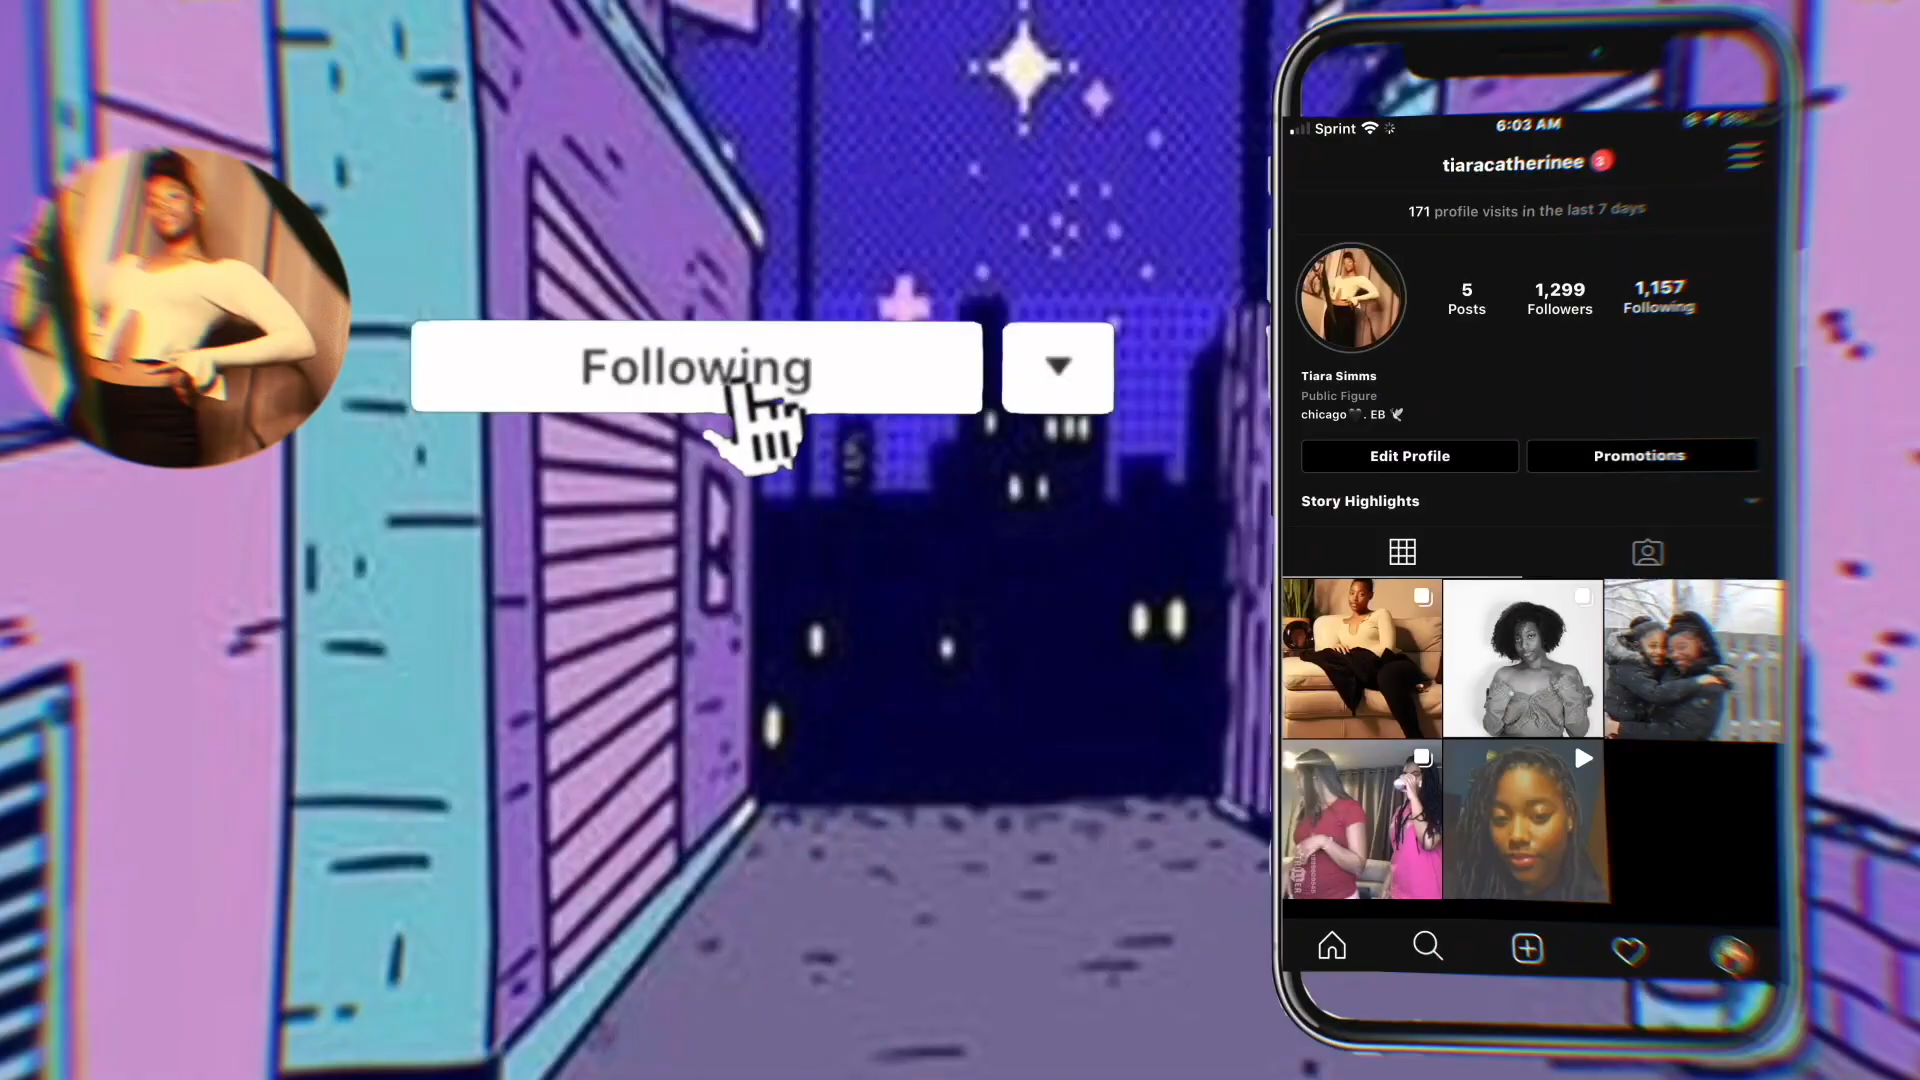 Following
Sprint
6:03 AM
tiaracatherinee 3
171 profile visits in the last 7 days
5
Posts
1,299
Followers
1,157
Following
Tiara Simms
Public Figure
chicago🖤. EB 🕊
Edit Profile
Promotions
Story Highlights